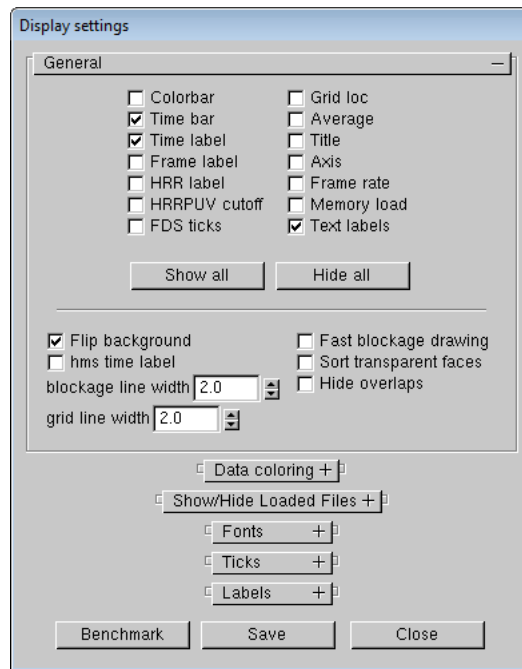 Display settings
General
Colorbar Grid loc
Time bar Average
Time label Title
Frame label Axis
HRR label Frame rate
HRRPUV cutoff Memory load
FDS ticks Text labels
Show all Hide all
Flip background Fast blockage drawing
hms time label Sort transparent faces
blockage line width 2.0 Hide overlaps
grid line width 2.0
Data coloring +
Show/Hide Loaded Files +
Fonts +
Ticks +
Labels +
Benchmark Save Close